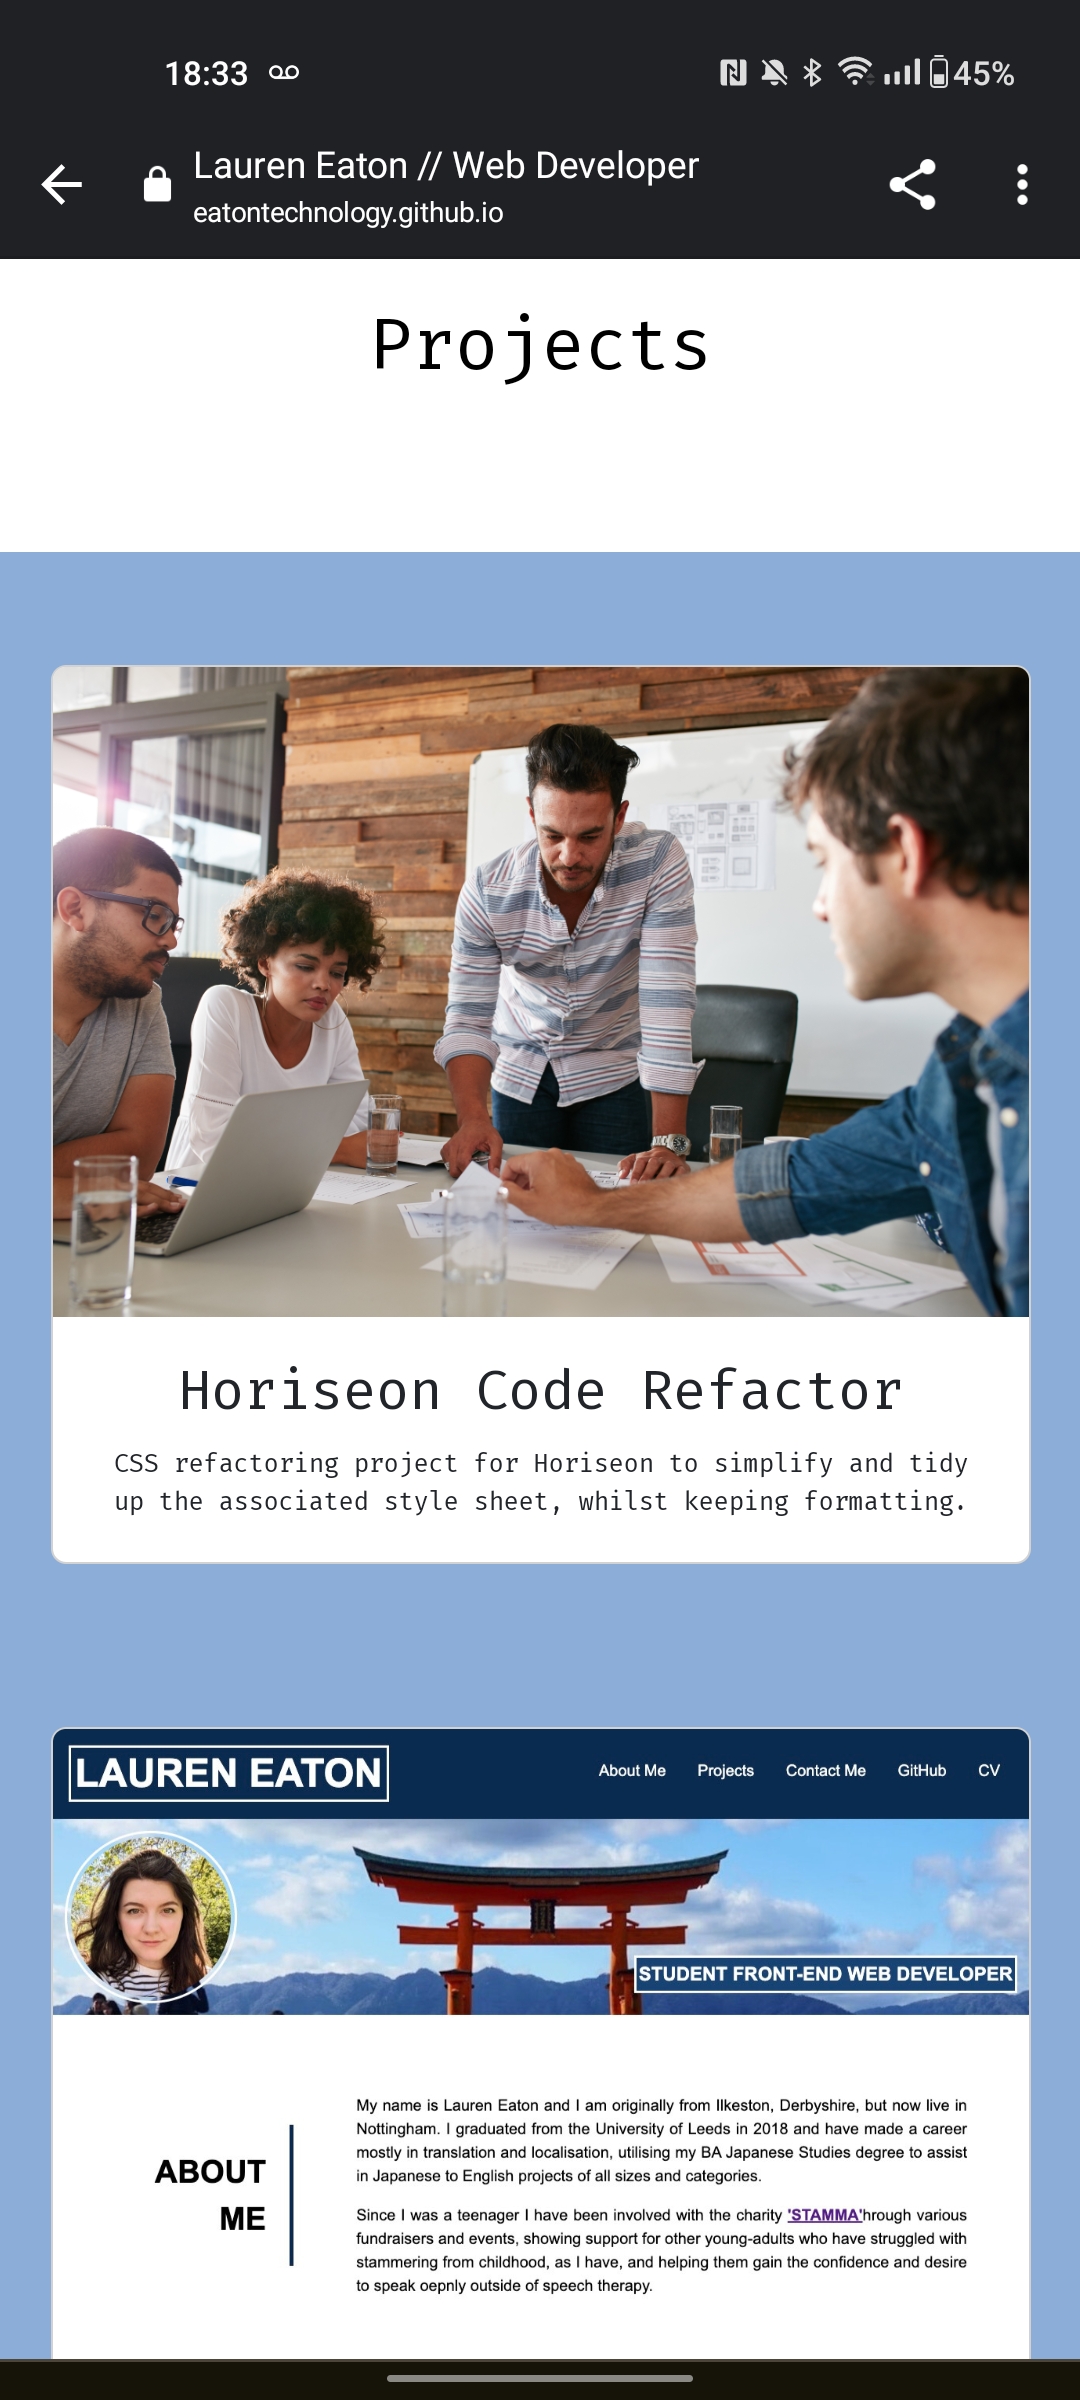 18:33
45%
Lauren Eaton // Web Developer
eatontechnology.github.io
Projects
Horiseon Code Refactor
CSS refactoring project for Horiseon to simplify and tidy
up the associated style sheet, whilst keeping formatting.
LAUREN EATON
About Me Projects Contact Me GitHub CV
STUDENT FRONT-END WEB DEVELOPER
ABOUT
ME
My name is Lauren Eaton and I am originally from Ilkeston, Derbyshire, but now live in
Nottingham. I graduated from the University of Leeds in 2018 and have made a career
mostly in translation and localisation, utilising my BA Japanese Studies degree to assist
in Japanese to English projects of all sizes and categories.
Since I was a teenager I have been involved with the charity 'STAMMA'hrough various
fundraisers and events, showing support for other young-adults who have struggled with
stammering from childhood, as I have, and helping them gain the confidence and desire
to speak oepnly outside of speech therapy.